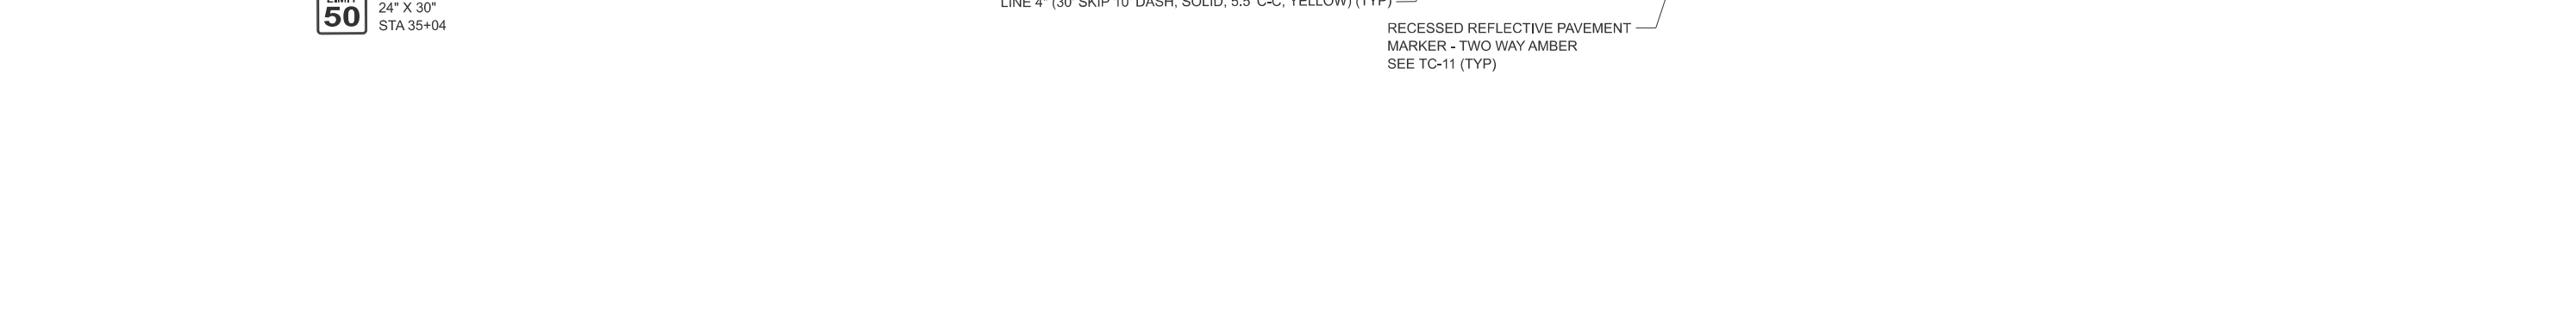 LIMIT
50
24" X 30"
STA 35+04
LINE 4" (30' SKIP 10' DASH, SOLID, 5.5' C-C, YELLOW) (TYP)
RECESSED REFLECTIVE PAVEMENT
MARKER - TWO WAY AMBER
SEE TC-11 (TYP)